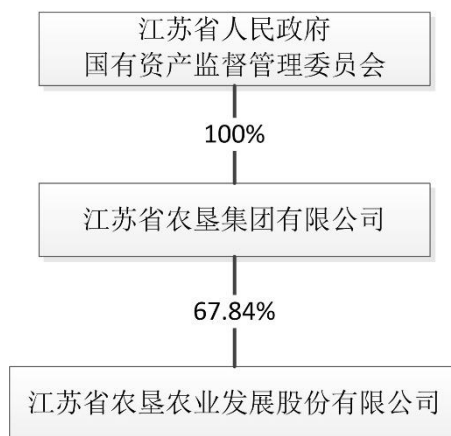 江苏省人民政府
国有资产监督管理委员会
100%
江苏省农垦集团有限公司
67.84%
江苏省农垦农业发展股份有限公司